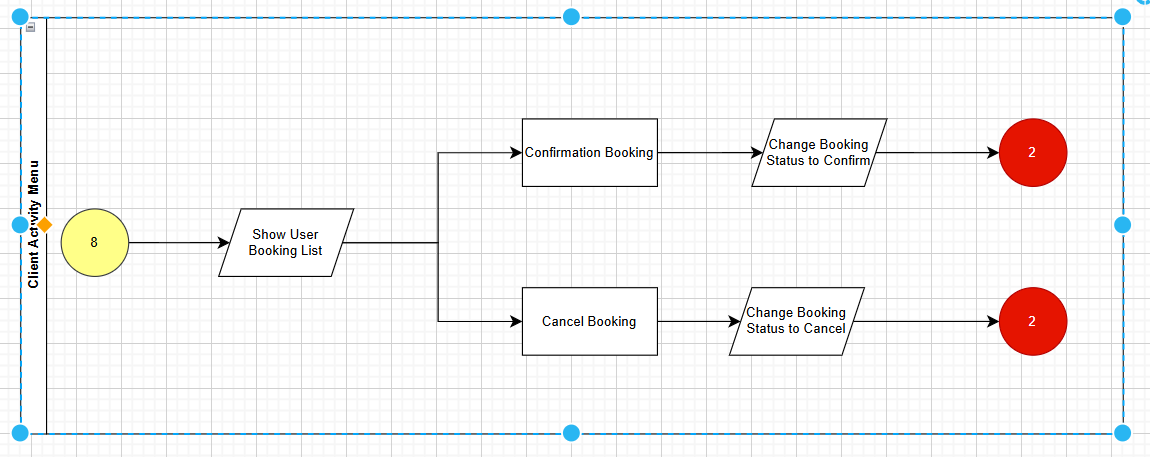 Client Activity Menu
8
Show User
Booking List
Confirmation Booking
Change Booking
Status to Confirm
2
Cancel Booking
Change Booking
Status to Cancel
2